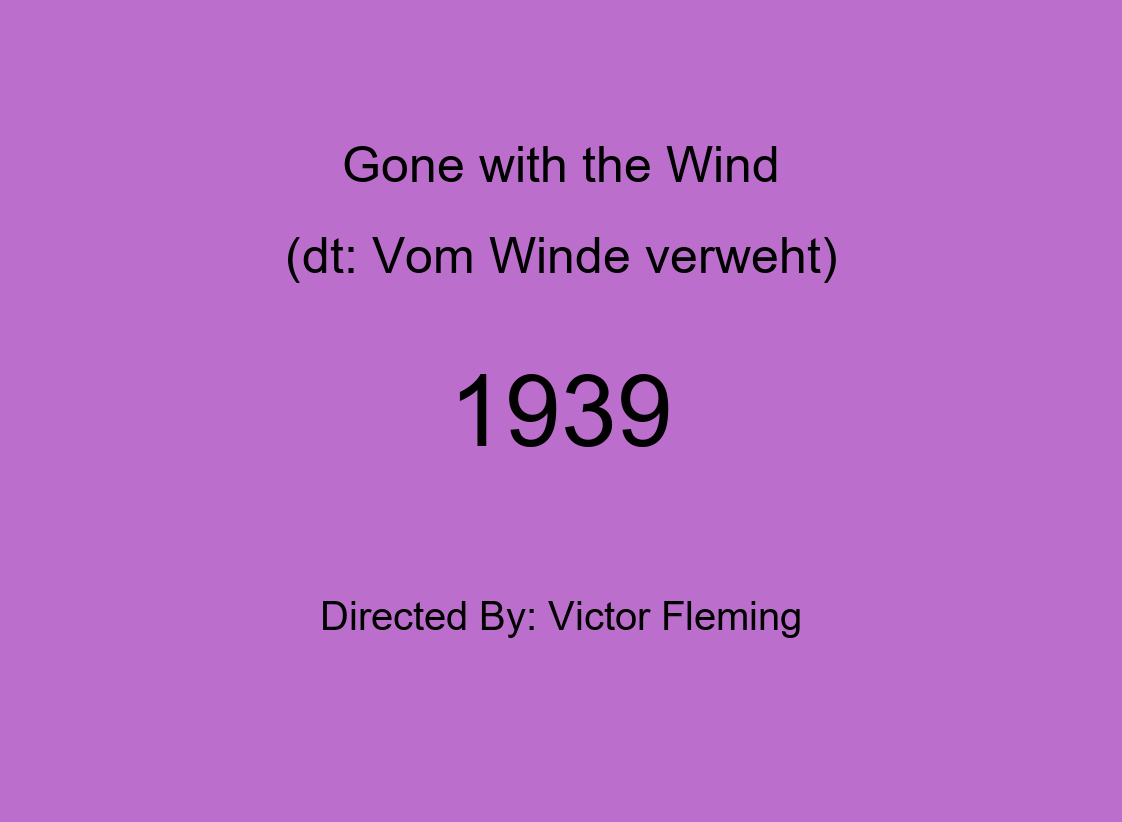 Gone with the Wind
(dt: Vom Winde verweht)
1939
Directed By: Victor Fleming